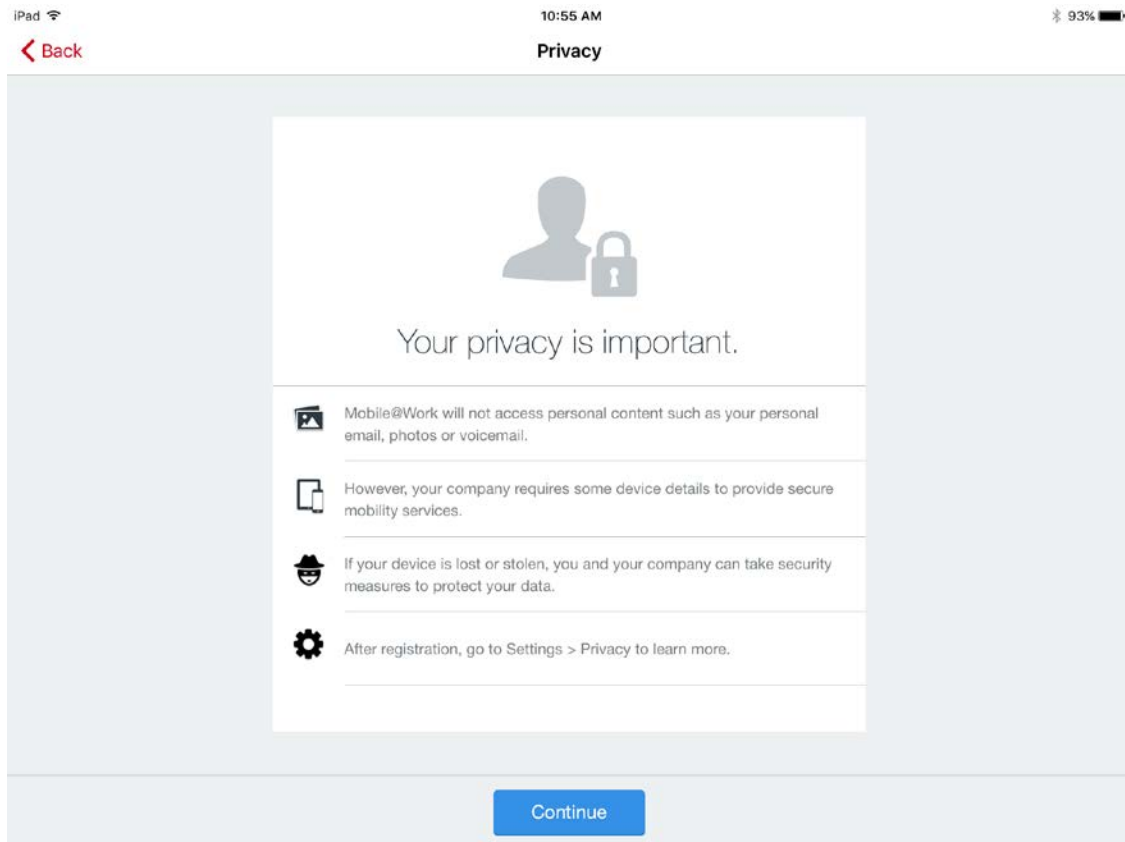 iPad 10:55 AM 93%
Back Privacy
Your privacy is important.
Mobile@Work will not access personal content such as your personal
email, photos or voicemail.
However, your company requires some device details to provide secure
mobility services.
If your device is lost or stolen, you and your company can take security
measures to protect your data.
After registration, go to Settings > Privacy to learn more.
Continue